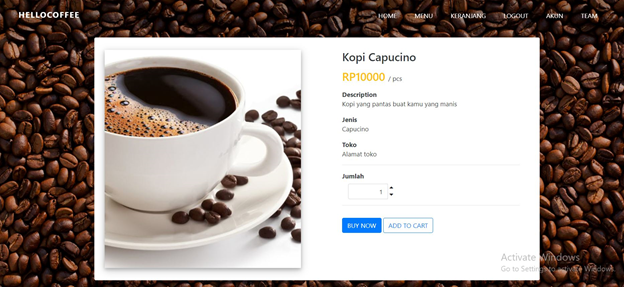 HELLOCOFFEE
HOME MENU KERANJANG LOGOUT AKUN TEAM
Kopi Capucino
RP10000 / pcs
Description
Kopi yang pantas buat kamu yang manis
Jenis
Capucino
Toko
Alamat toko
Jumlah
1
BUY NOW ADD TO CART
Activate Windows
Go to Settings to activate Windows.